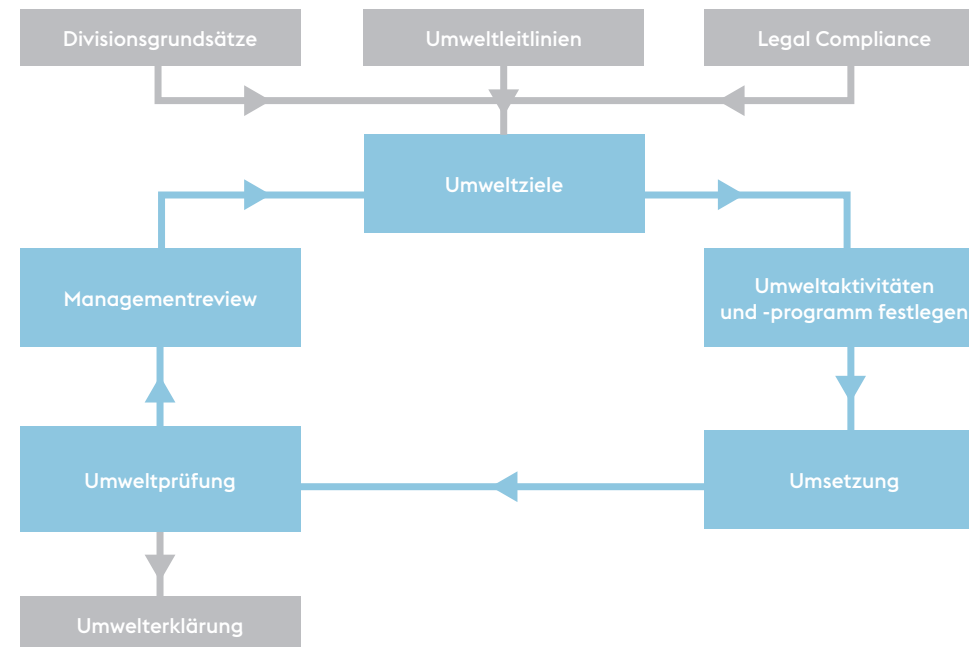 Divisionsgrundsätze
Umweltleitlinien
Legal Compliance
Umweltziele
Managementreview
Umweltaktivitäten
und -programm festlegen
Umweltprüfung
Umsetzung
Umwelterklärung